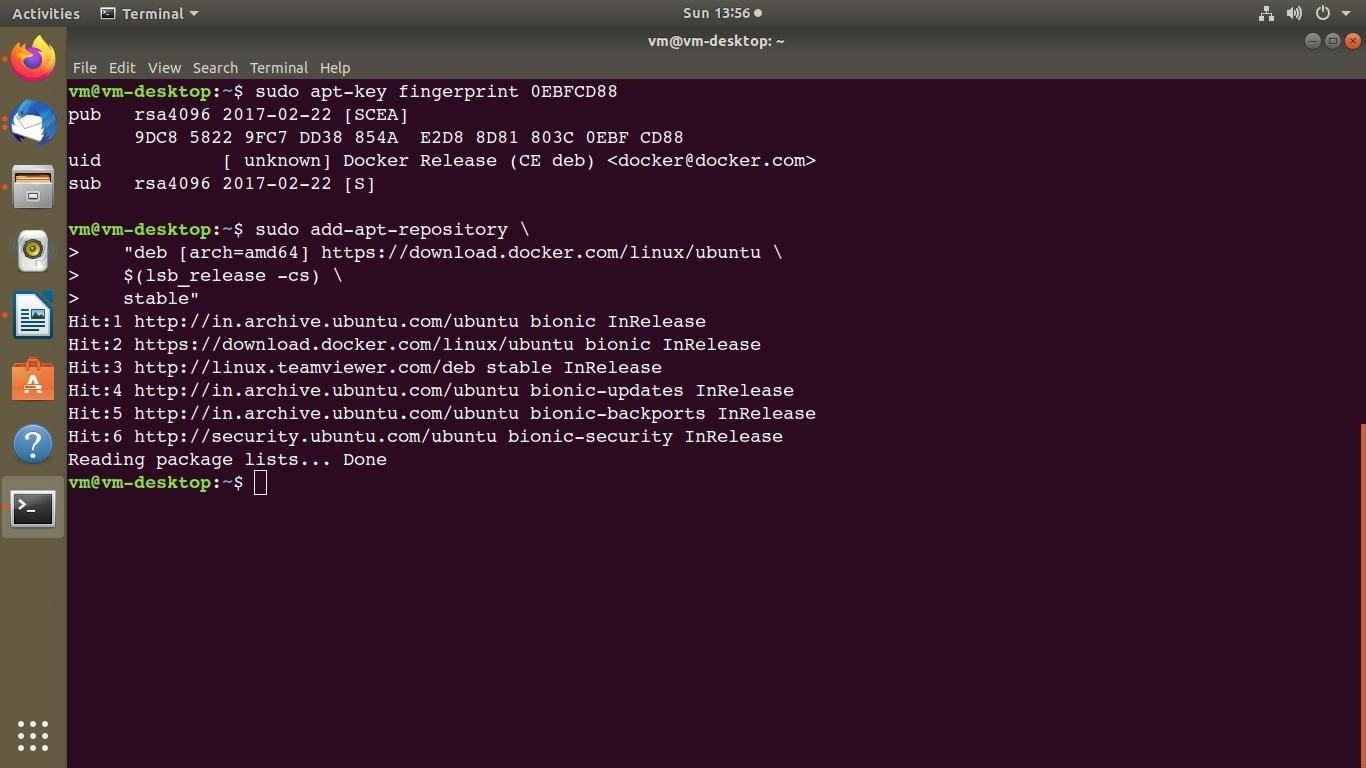 Activities Terminal Sun 13:56
vm@vm-desktop: ~
File Edit View Search Terminal Help
vm@vm-desktop:~$ sudo apt-key fingerprint 0EBFCD88
pub   rsa4096 2017-02-22 [SCEA]
      9DC8 5822 9FC7 DD38 854A  E2D8 8D81 803C 0EBF CD88
uid           [ unknown] Docker Release (CE deb) <docker@docker.com>
sub   rsa4096 2017-02-22 [S]
vm@vm-desktop:~$ sudo add-apt-repository \
>    "deb [arch=amd64] https://download.docker.com/linux/ubuntu \
>    $(lsb_release -cs) \
>    stable"
Hit:1 http://in.archive.ubuntu.com/ubuntu bionic InRelease
Hit:2 https://download.docker.com/linux/ubuntu bionic InRelease
Hit:3 http://linux.teamviewer.com/deb stable InRelease
Hit:4 http://in.archive.ubuntu.com/ubuntu bionic-updates InRelease
Hit:5 http://in.archive.ubuntu.com/ubuntu bionic-backports InRelease
Hit:6 http://security.ubuntu.com/ubuntu bionic-security InRelease
Reading package lists... Done
vm@vm-desktop:~$